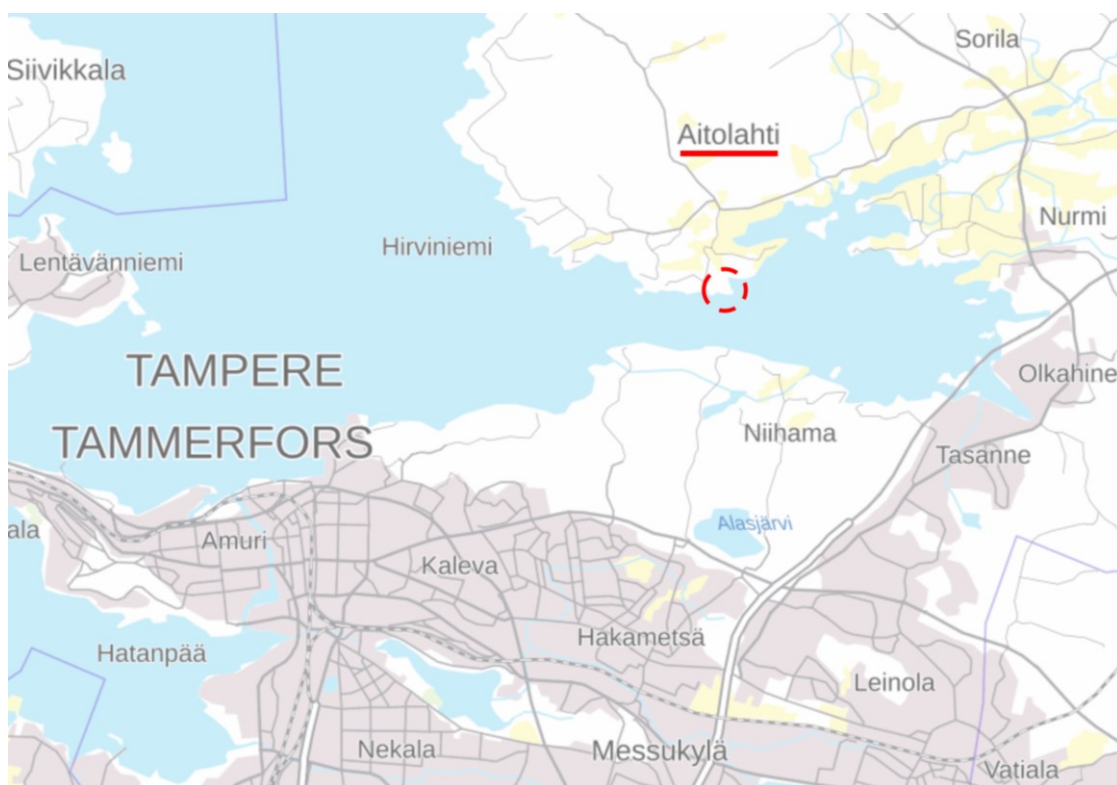 Sorila
Siivikkala
Aitolahti
Nurmi
Hirviniemi
Lentävänniemi
TAMPERE
Olkahine
TAMMERFORS
Niihama
Tasanne
Alasjärvi
ala
Amuri
Kaleva
Hakametsä
Hatanpää
Leinola
Nekala
Messukylä
Vatiala